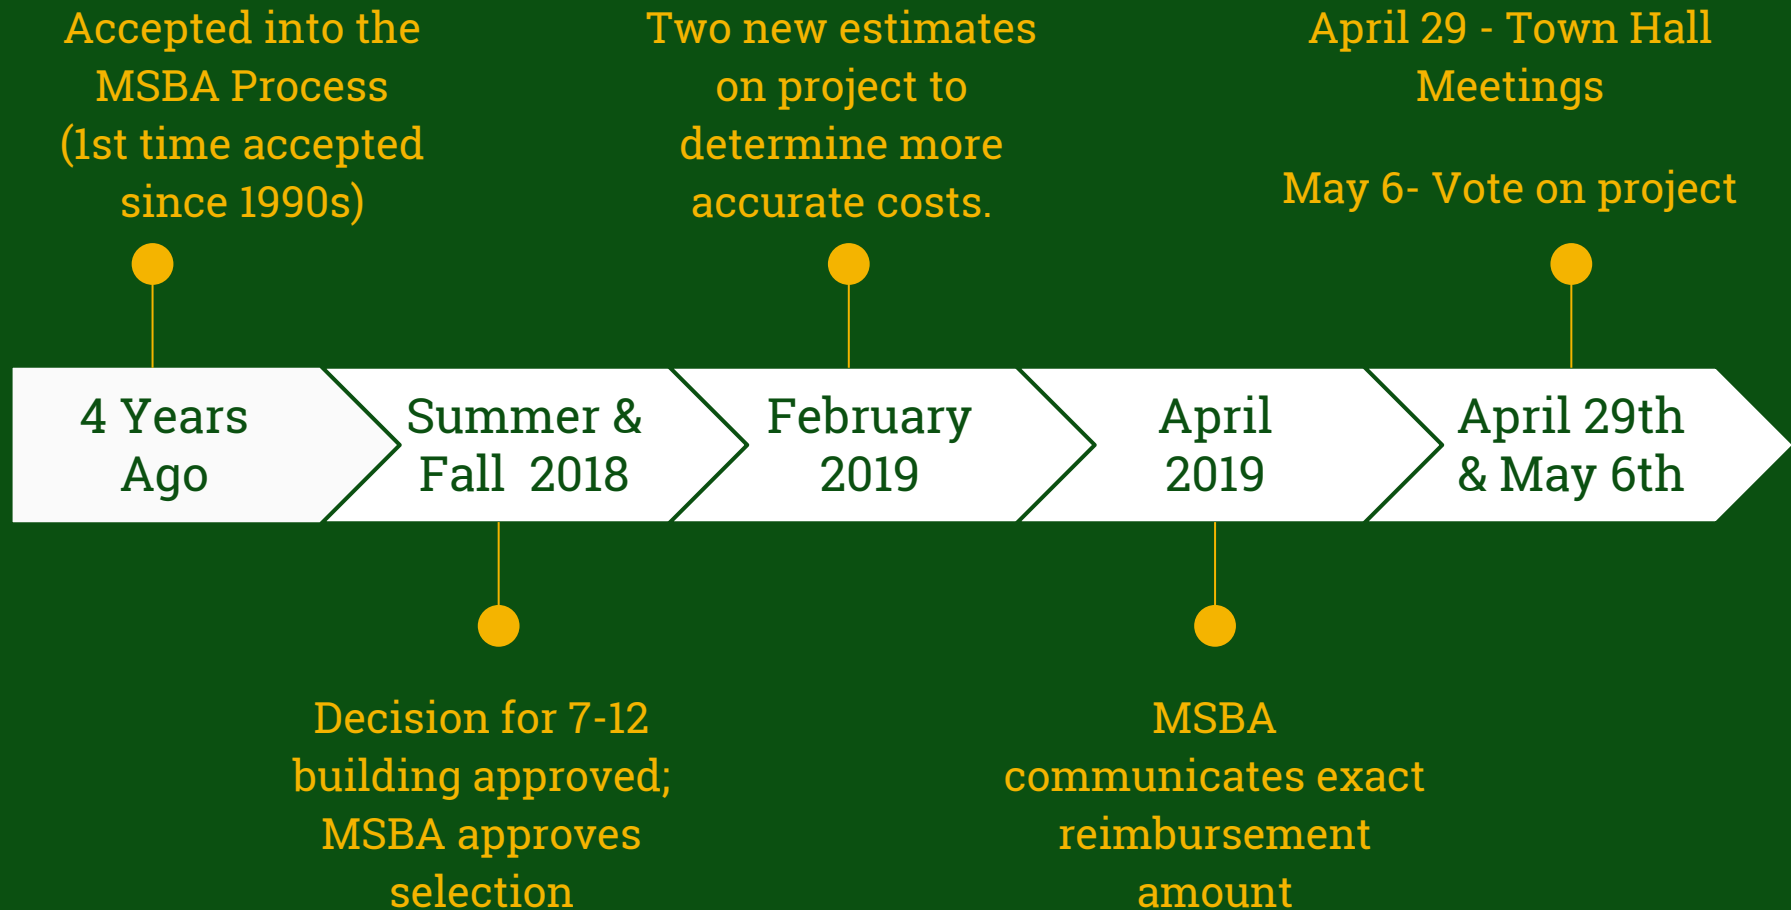 Accepted into the
MSBA Process
(1st time accepted
since 1990s)
Two new estimates
on project to
determine more
accurate costs.
April 29 - Town Hall
Meetings
May 6- Vote on project
4 Years
Ago
Summer &
Fall  2018
February
2019
April
2019
April 29th
& May 6th
Decision for 7-12
building approved;
MSBA approves
selection
MSBA
communicates exact
reimbursement
amount